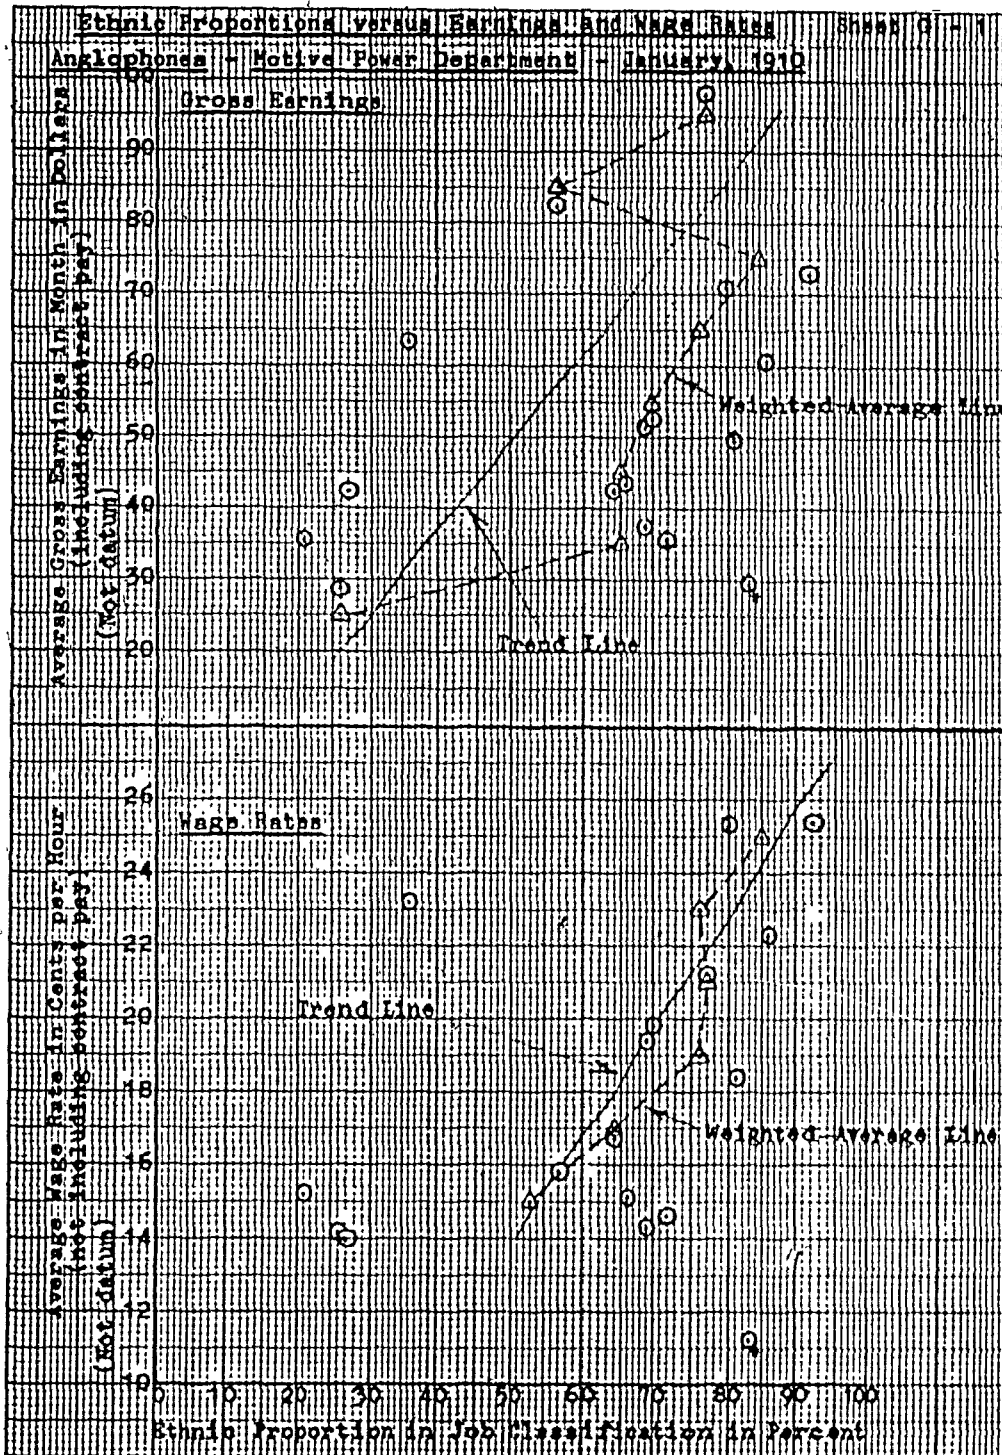 Ethnic Proportions versus Earnings and Wage Rates Sheet G - 1
Anglophones - Motive Power Department - January, 1910
Gross Earnings
Average Gross Earnings in Month in Dollars
(including contract pay)
(Not datum)
100
90
80
70
60
50
40
30
20
Weighted Average Line
Trend Line
Wage Rates
Average Wage Rate in Cents per Hour
(not including contract pay)
(Not datum)
26
24
22
20
18
16
14
12
10
Trend Line
Weighted Average Line
0 10 20 30 40 50 60 70 80 90 100
Ethnic Proportion in Job Classification in Percent